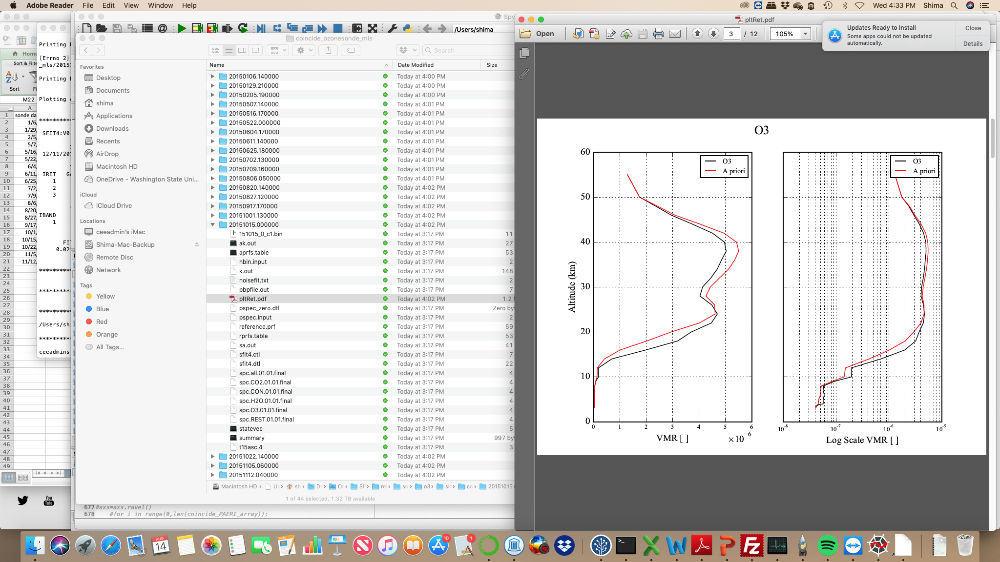 Adobe Reader File Edit View Window Help
Wed 4:33 PM Shima
Spy
/Users/shima
coincide_ozonesonde_mls
Search
Favorites
Desktop
Documents
shima
Applications
Downloads
Recents
AirDrop
Macintosh HD
OneDrive - Washington State Uni...
iCloud
iCloud Drive
Locations
ceeadmin's iMac
Shima-Mac-Backup
Remote Disc
Network
Tags
Yellow
Blue
Red
Orange
All Tags...
Name Date Modified Size
20150106.140000 Today at 4:00 PM
20150129.210000 Today at 4:00 PM
20150205.190000 Today at 4:00 PM
20150507.140000 Today at 4:01 PM
20150516.170000 Today at 4:01 PM
20150522.000000 Today at 4:01 PM
20150604.170000 Today at 4:01 PM
20150611.140000 Today at 4:01 PM
20150625.180000 Today at 4:01 PM
20150702.130000 Today at 4:01 PM
20150709.160000 Today at 4:01 PM
20150806.050000 Today at 4:01 PM
20150820.140000 Today at 4:02 PM
20150827.120000 Today at 4:02 PM
20150917.170000 Today at 4:02 PM
20151001.130000 Today at 4:02 PM
20151015.000000 Today at 4:02 PM
151015_0_c1.bin Today at 3:17 PM 11
ak.out Today at 3:17 PM 27
aprfs.table Today at 3:17 PM 53
hbin.input Today at 3:17 PM 2
k.out Today at 3:17 PM 148
noisefit.txt Today at 3:17 PM 2
pbpfile.out Today at 3:17 PM 7
pltRet.pdf Today at 4:02 PM 1.2
pspec_zero.dtl Today at 3:17 PM Zero by
pspec.input Today at 3:17 PM 2
reference.prf Today at 3:17 PM 59
rprfs.table Today at 3:17 PM 53
sa.out Today at 3:17 PM 41
sfit4.ctl Today at 3:17 PM 7
sfit4.dtl Today at 3:17 PM 22
spc.all.01.01.final Today at 3:17 PM 4
spc.CO2.01.01.final Today at 3:17 PM 4
spc.CON.01.01.final Today at 3:17 PM 4
spc.H2O.01.01.final Today at 3:17 PM 4
spc.O3.01.01.final Today at 3:17 PM 4
spc.REST.01.01.final Today at 3:17 PM 4
statevec Today at 3:17 PM 5
summary Today at 3:17 PM 997 by
t15asc.4 Today at 3:17 PM 3
20151022.140000 Today at 4:02 PM
20151105.060000 Today at 4:02 PM
20151112.040000 Today at 4:02 PM
Macintosh HD › Us › sh › Dc › Or › SF › re › su › o3 › sir › cc › 20151015.
1 of 44 selected, 1.32 TB available
677 #axs=axs.ravel()
678 #for i in range(0,len(coincide_PAERI_array)):
Home
Sort & Filte
Sort Fi
M22
A
1 sonde da
2 1/6,
3 1/29,
4 2/5,
5 5/7,
6 5/16,
7 5/22,
8 6/4,
9 6/11,
10 6/25,
11 7/2,
12 7/9,
13 8/6,
14 8/20,
15 8/27,
16 9/17,
17 10/1,
18 10/15,
19 10/22,
20 11/5,
21 11/12,
22
23
24
25
26
27
28
29
30
31
32
33
34
35
36
37
38
39
40
41
42
43
44
45
46
47
48
49
Printing
[Errno 2]
_mls/2015
Printing
Plotting
**********
SFIT4:V0
12/11/20
IRET GA
1
2
3
IBAND
1
FIT
0.02
**********
**********
**********
/Users/sh
**********
ceeadmins
You
Tube
pltRet.pdf
Open 3 / 12 105%
Updates Ready to Install
Some apps could not be updated
automatically.
Close
Details
O3
O3
A priori
60
50
40
30
20
10
0
Altitude (km)
0 1 2 3 4 5 6
VMR [ ] ×10⁻⁶
O3
A priori
10⁻⁸ 10⁻⁷ 10⁻⁶ 10⁻⁵
Log Scale VMR [ ]
AUG
14
10
1